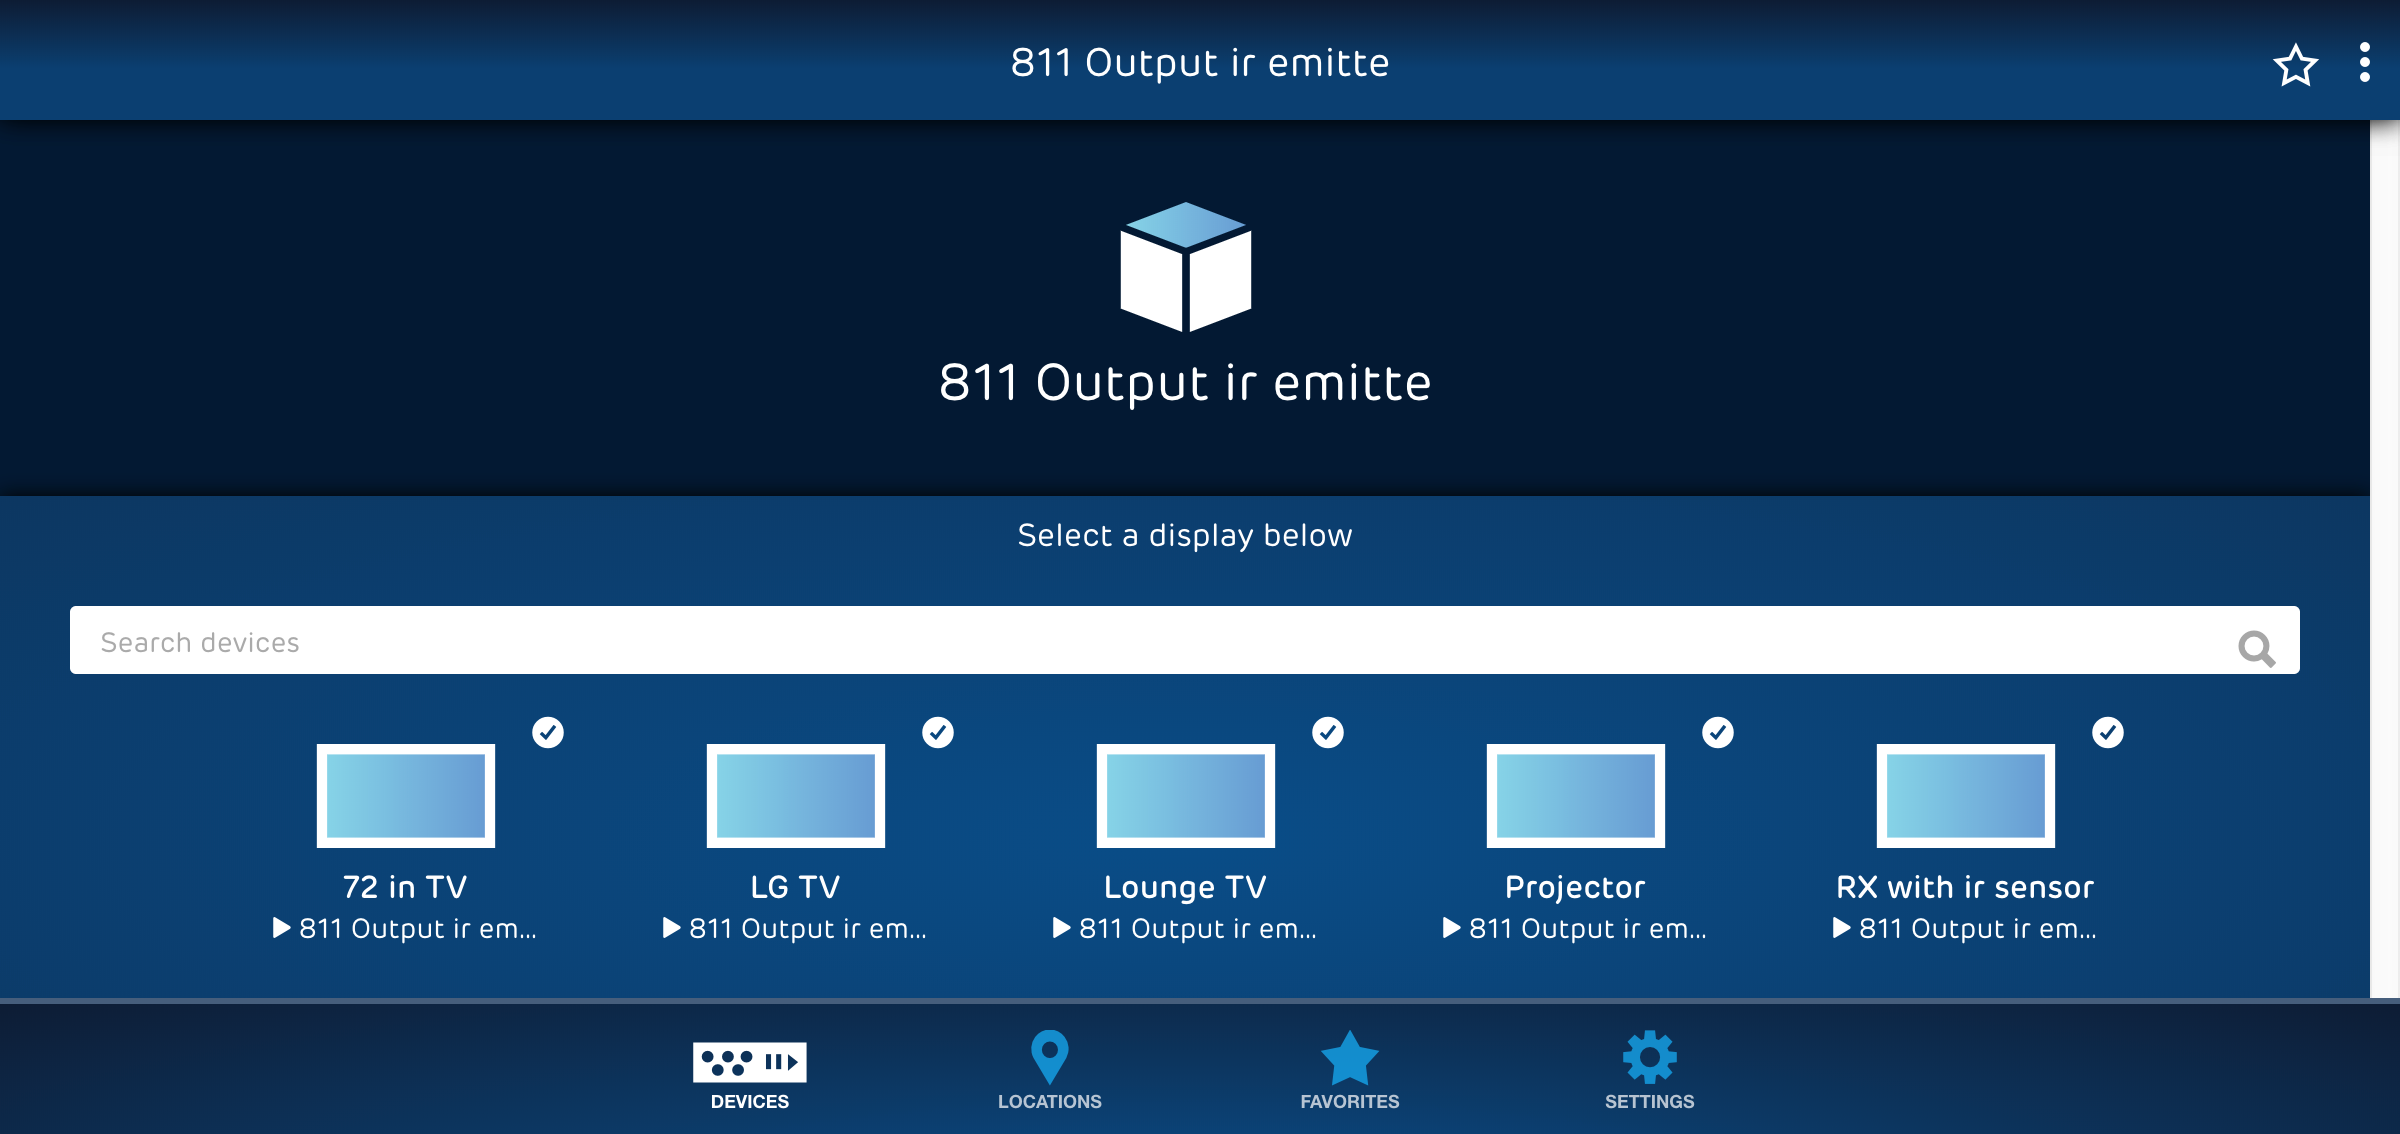 811 Output ir emitte
811 Output ir emitte
Select a display below
Search devices
72 in TV
811 Output ir em...
LG TV
811 Output ir em...
Lounge TV
811 Output ir em...
Projector
811 Output ir em...
RX with ir sensor
811 Output ir em...
DEVICES
LOCATIONS
FAVORITES
SETTINGS